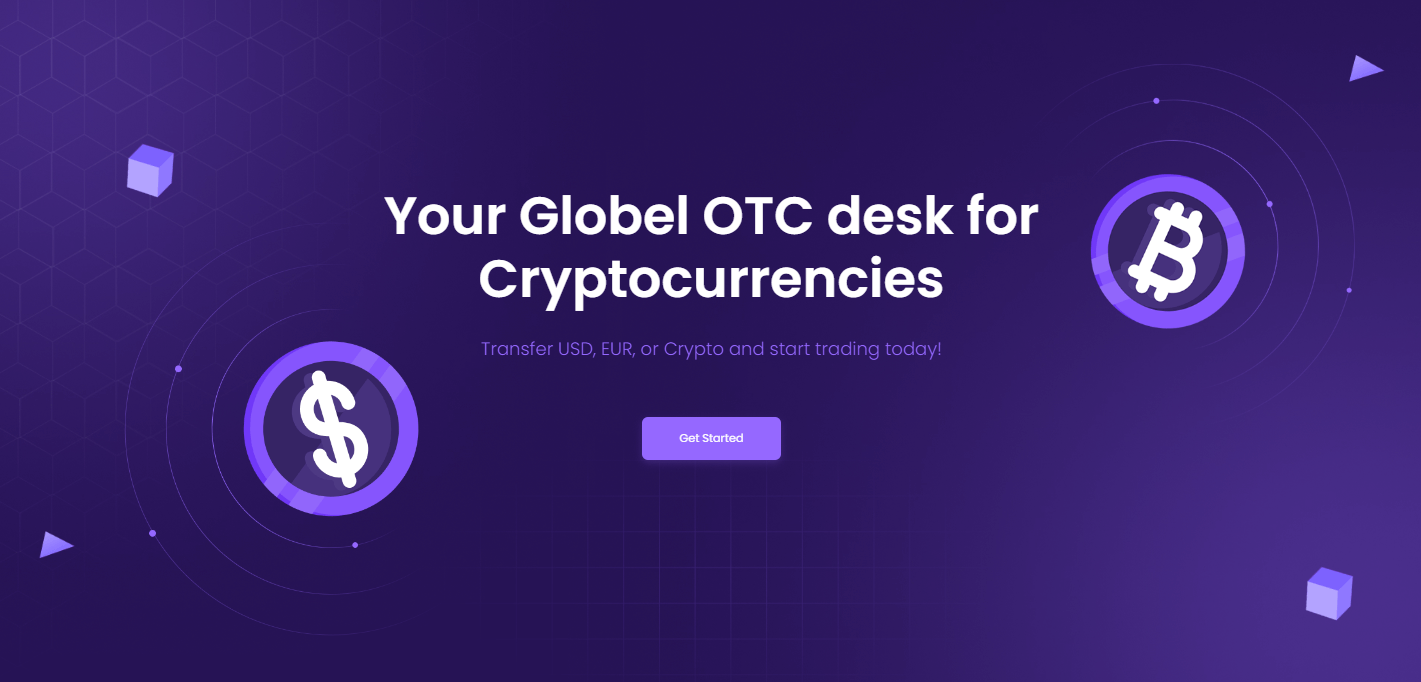 Your Globel OTC desk for
Cryptocurrencies
Transfer USD, EUR, or Crypto and start trading today!
Get Started